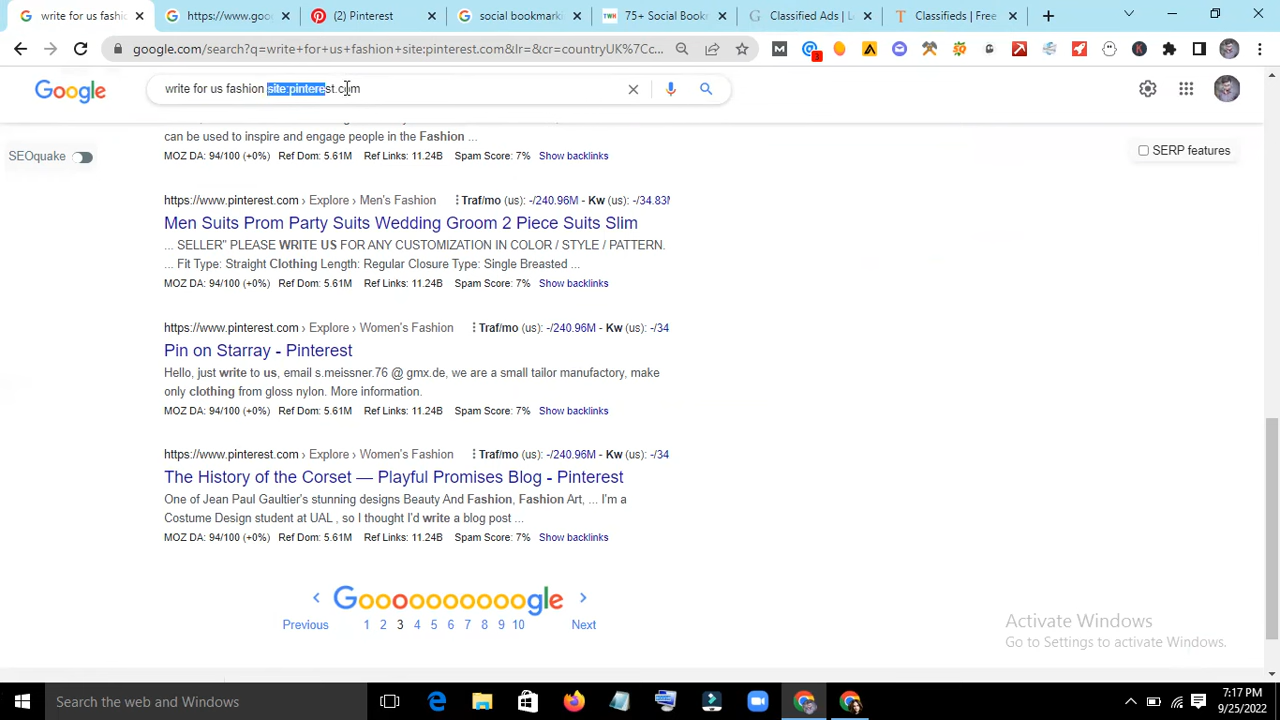 write for us fashi
https://www.goo
(2) Pinterest
social bookmarki
75+ Social Bookm
Classified Ads | Lo
Classifieds | Free
google.com/search?q=write+for+us+fashion+site:pinterest.com&lr=&cr=countryUK%7Cc...
3
Google
write for us fashion site:pinterest.com
SEOquake
SERP features
can be used to inspire and engage people in the Fashion ...
MOZ DA: 94/100 (+0%) Ref Dom: 5.61M Ref Links: 11.24B Spam Score: 7% Show backlinks
https://www.pinterest.com › Explore › Men's Fashion Traf/mo (us): -/240.96M - Kw (us): -/34.83M
Men Suits Prom Party Suits Wedding Groom 2 Piece Suits Slim
... SELLER" PLEASE WRITE US FOR ANY CUSTOMIZATION IN COLOR / STYLE / PATTERN.
... Fit Type: Straight Clothing Length: Regular Closure Type: Single Breasted ...
MOZ DA: 94/100 (+0%) Ref Dom: 5.61M Ref Links: 11.24B Spam Score: 7% Show backlinks
https://www.pinterest.com › Explore › Women's Fashion Traf/mo (us): -/240.96M - Kw (us): -/34
Pin on Starray - Pinterest
Hello, just write to us, email s.meissner.76 @ gmx.de, we are a small tailor manufactory, make
only clothing from gloss nylon. More information.
MOZ DA: 94/100 (+0%) Ref Dom: 5.61M Ref Links: 11.24B Spam Score: 7% Show backlinks
https://www.pinterest.com › Explore › Women's Fashion Traf/mo (us): -/240.96M - Kw (us): -/34
The History of the Corset — Playful Promises Blog - Pinterest
One of Jean Paul Gaultier's stunning designs Beauty And Fashion, Fashion Art, ... I'm a
Costume Design student at UAL , so I thought I'd write a blog post ...
MOZ DA: 94/100 (+0%) Ref Dom: 5.61M Ref Links: 11.24B Spam Score: 7% Show backlinks
Goooooooooogle
Previous 1 2 3 4 5 6 7 8 9 10 Next
Activate Windows
Go to Settings to activate Windows.
Search the web and Windows
7:17 PM
9/25/2022